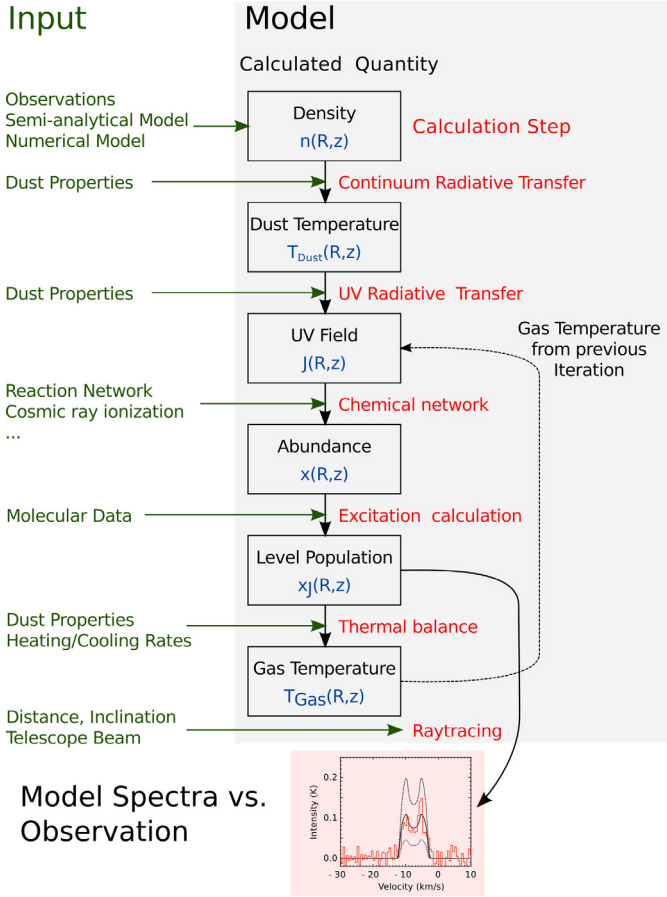 Input
Model
Calculated Quantity
Observations
Semi-analytical Model
Numerical Model
Density
n(R,z)
Calculation Step
Dust Properties
Continuum Radiative Transfer
Dust Temperature
T_Dust(R,z)
Dust Properties
UV Radiative Transfer
UV Field
J(R,z)
Gas Temperature
from previous
Iteration
Reaction Network
Cosmic ray ionization
...
Chemical network
Abundance
x(R,z)
Molecular Data
Excitation calculation
Level Population
xJ(R,z)
Dust Properties
Heating/Cooling Rates
Thermal balance
Gas Temperature
TGas(R,z)
Distance, Inclination
Telescope Beam
Raytracing
Model Spectra vs.
Observation
Intensity (K)
0.2
0.1
0.0
- 30 - 20 - 10 0 10
Velocity (km/s)